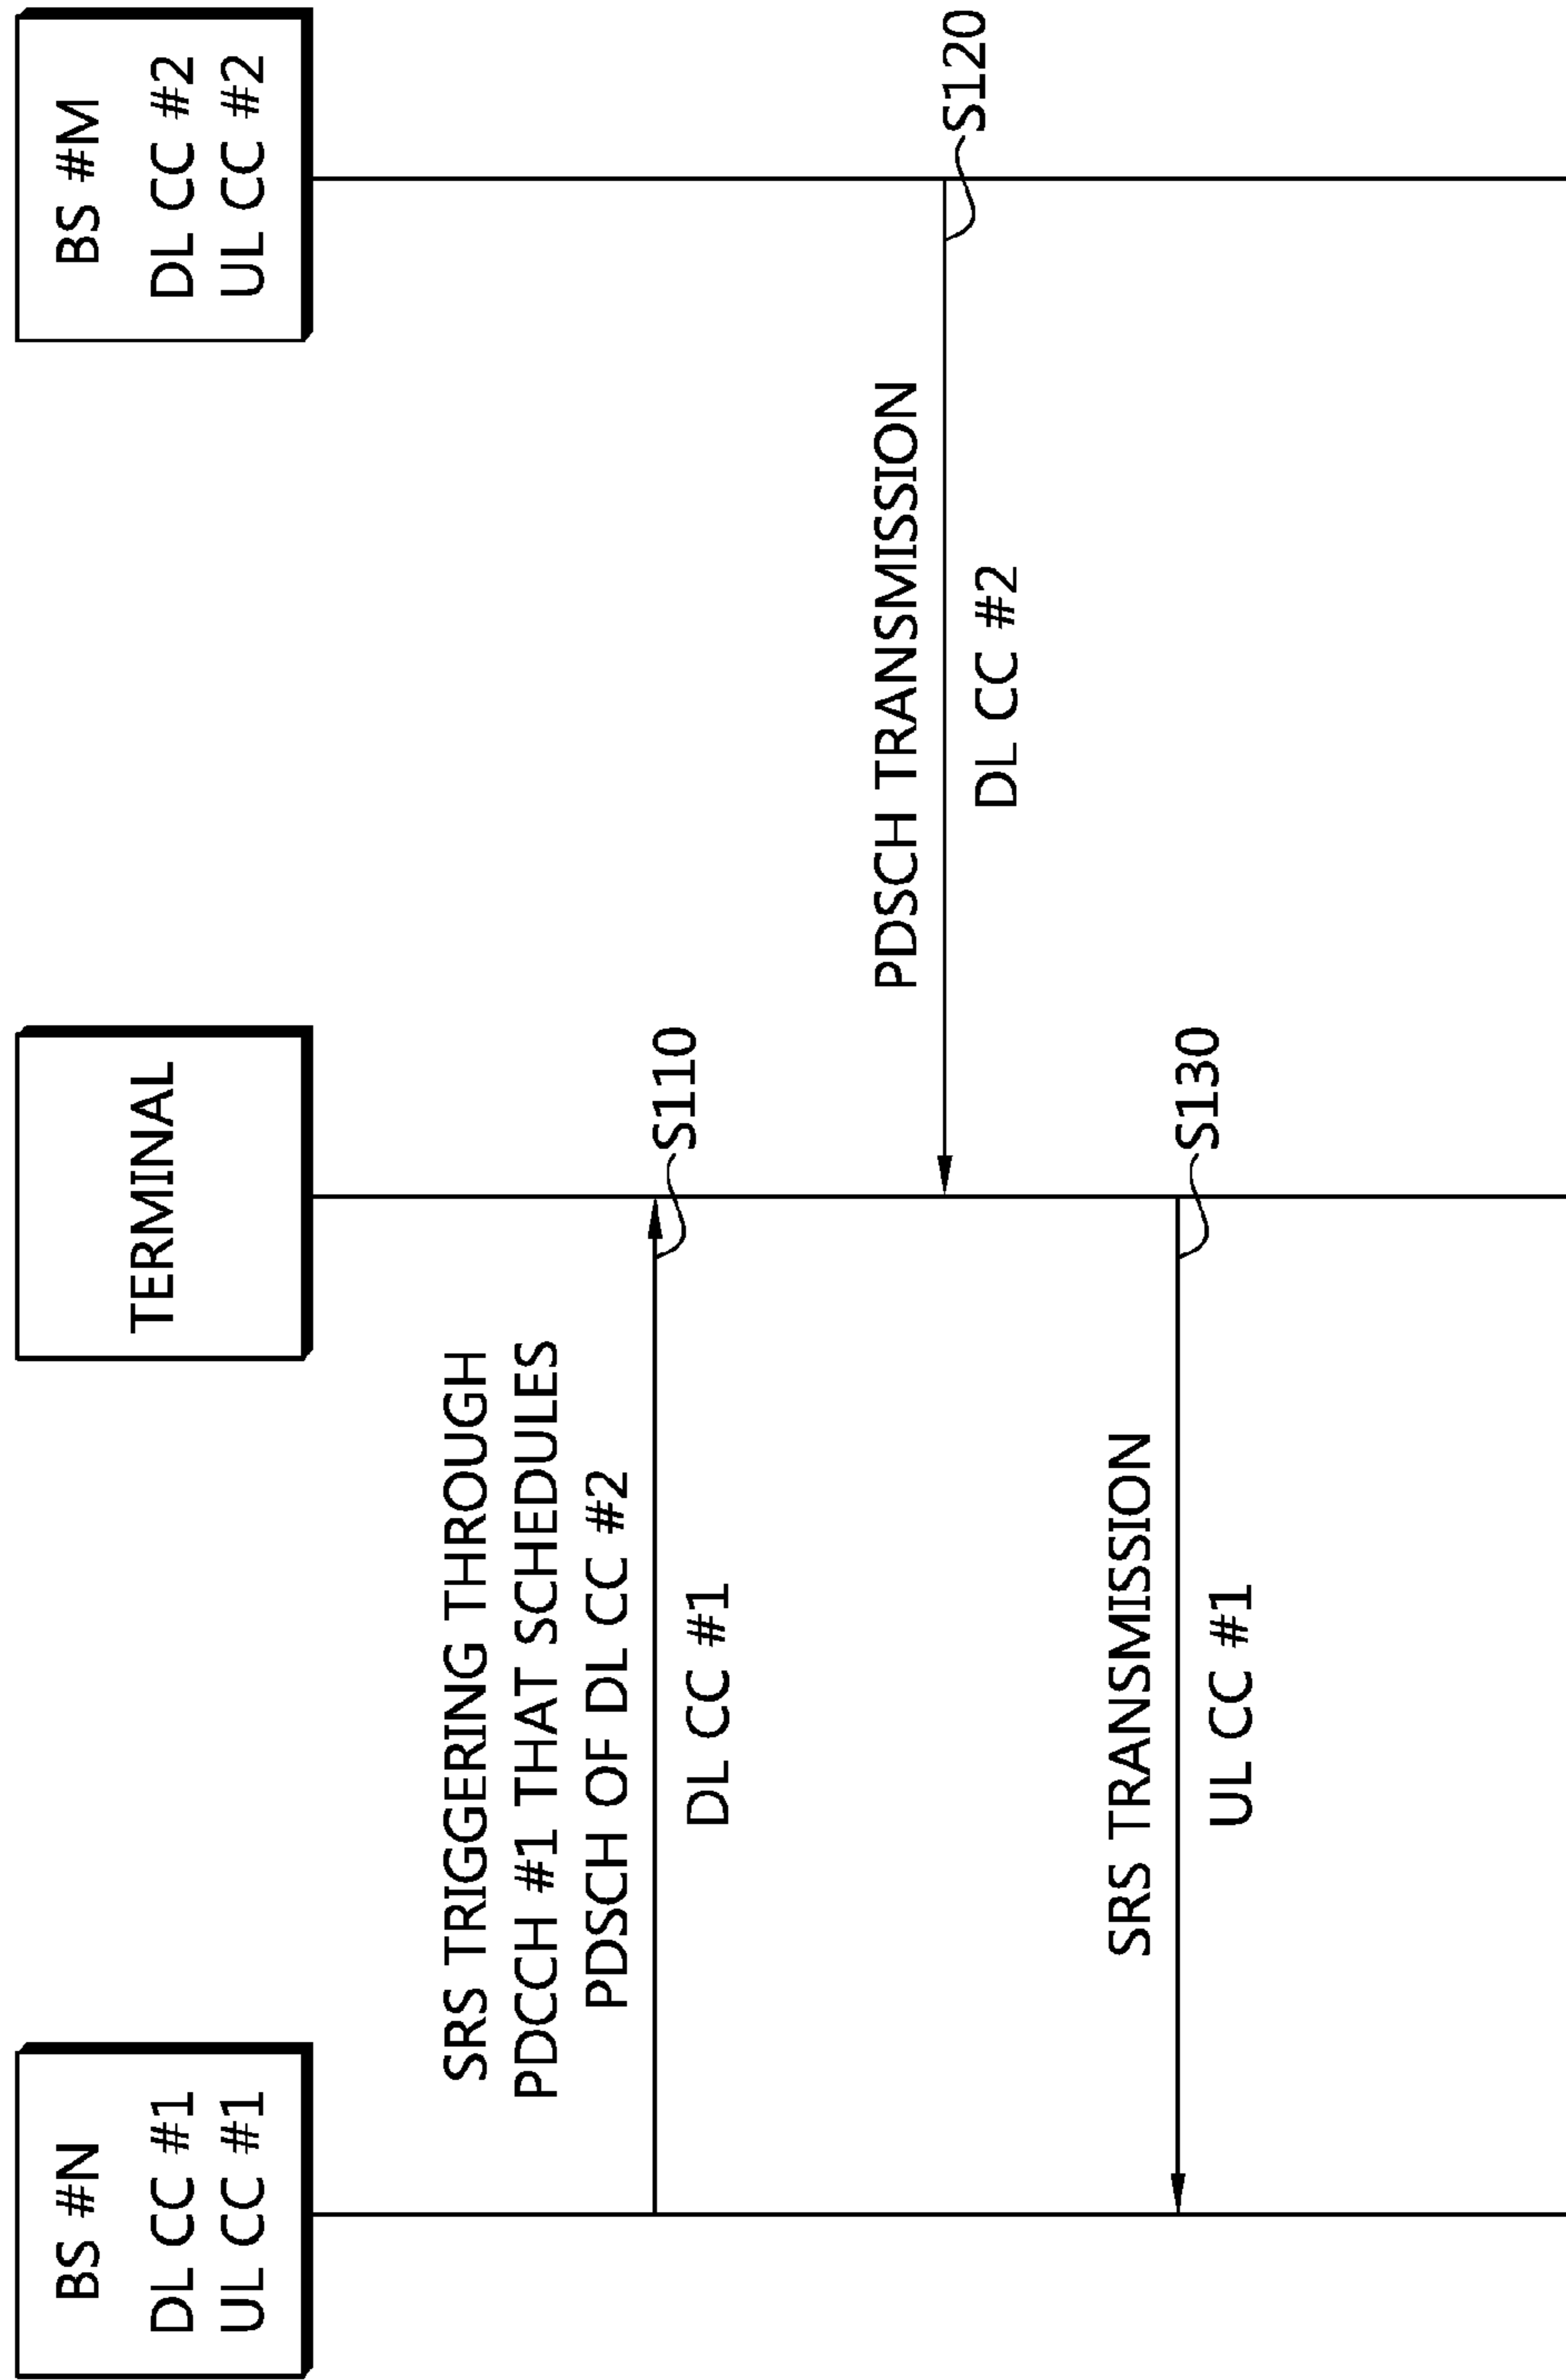 BS #N
DL CC #1
UL CC #1
TERMINAL
BS #M
DL CC #2
UL CC #2
SRS TRIGGERING THROUGH
PDCCH #1 THAT SCHEDULES
PDSCH OF DL CC #2
S110
DL CC #1
PDSCH TRANSMISSION
S120
DL CC #2
SRS TRANSMISSION
S130
UL CC #1